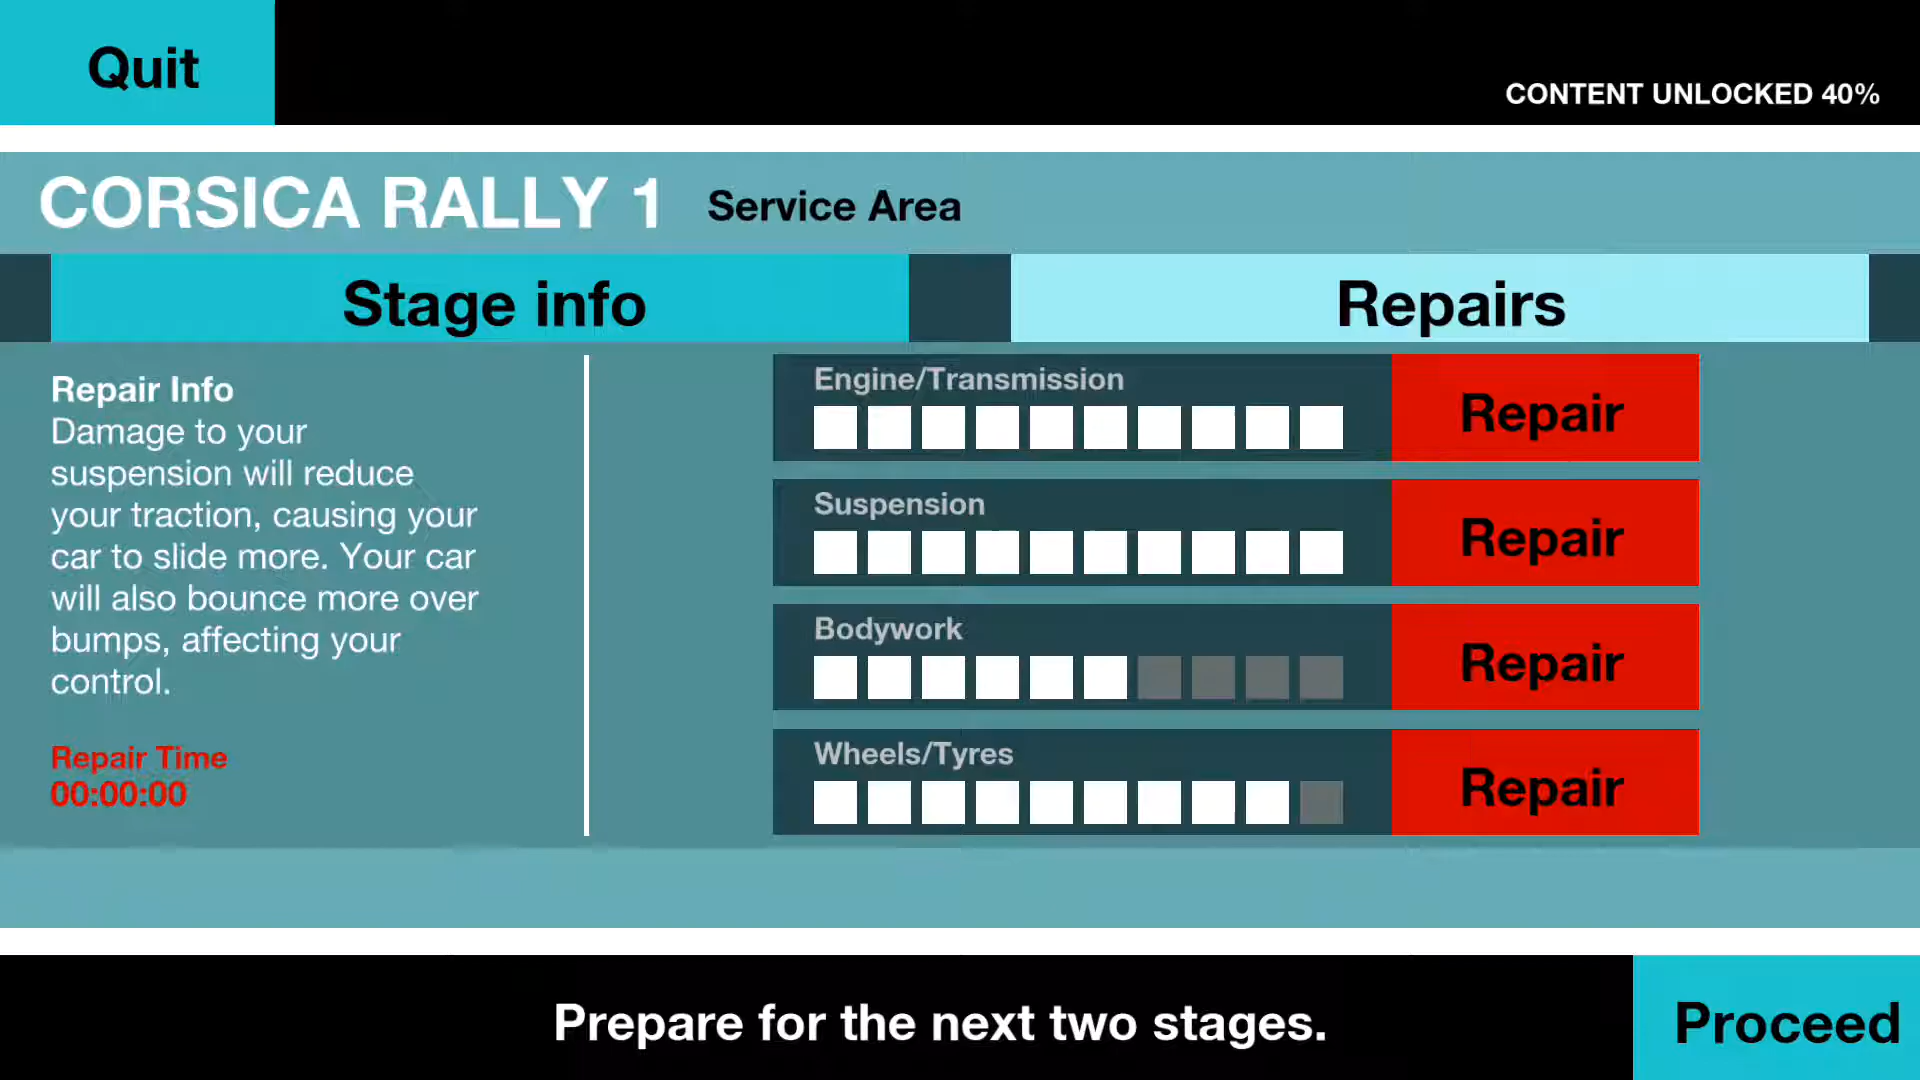 Quit
CONTENT UNLOCKED 40%
CORSICA RALLY 1 Service Area
Stage info
Repairs
Repair Info
Damage to your
suspension will reduce
your traction, causing your
car to slide more. Your car
will also bounce more over
bumps, affecting your
control.
Repair Time
00:00:00
Engine/Transmission
Repair
Suspension
Repair
Bodywork
Repair
Wheels/Tyres
Repair
Prepare for the next two stages.
Proceed